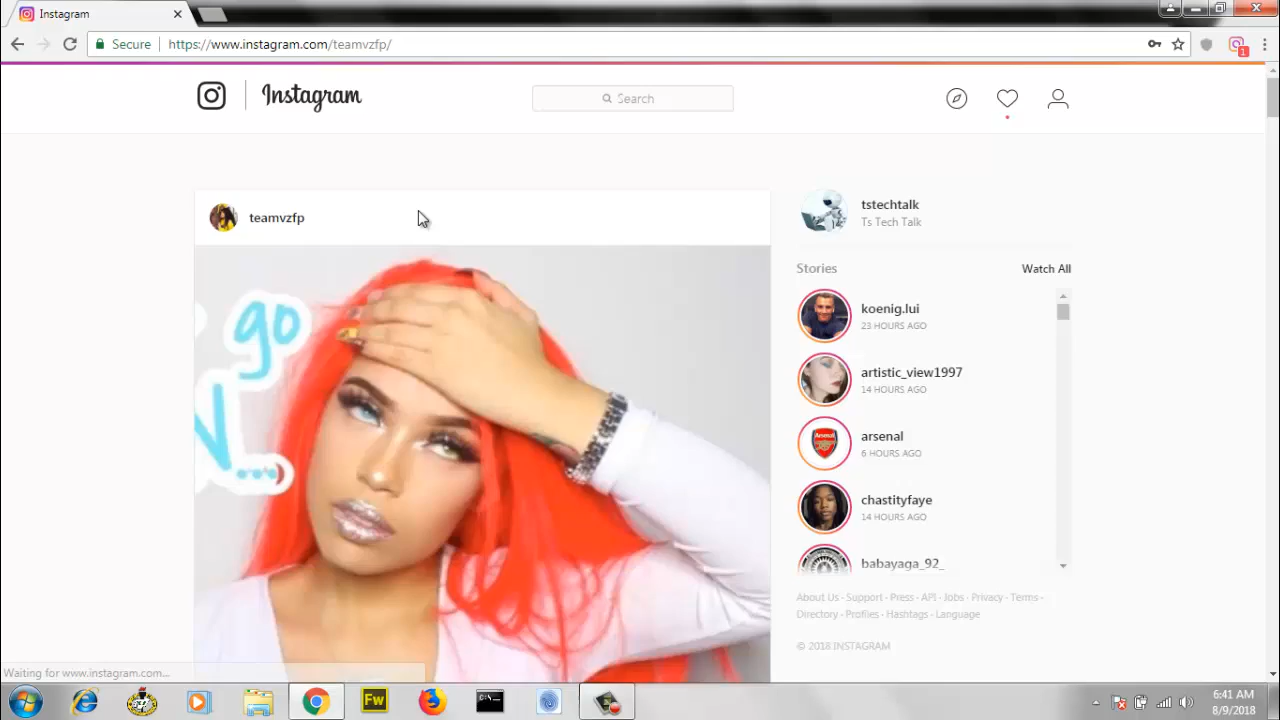 Instagram
Secure
https://www.instagram.com/teamvzfp/
1
Instagram
Search
teamvzfp
tstechtalk
Ts Tech Talk
Stories
Watch All
koenig.lui
23 HOURS AGO
artistic_view1997
14 HOURS AGO
Arsenal
arsenal
6 HOURS AGO
chastityfaye
14 HOURS AGO
babayaga_92_
go
About Us · Support · Press · API · Jobs · Privacy · Terms ·
Directory · Profiles · Hashtags · Language
© 2018 INSTAGRAM
Waiting for www.instagram.com...
Fw
6:41 AM
8/9/2018